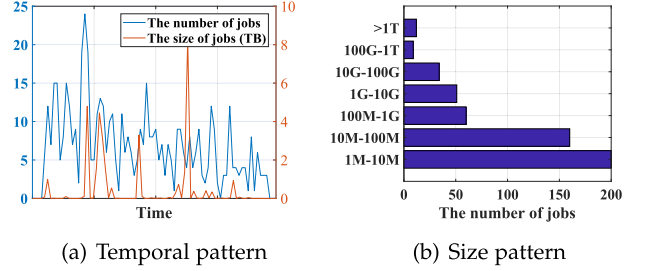 25
20
15
10
5
0
The number of jobs
The size of jobs (TB)
10
8
6
4
2
0
Time
(a) Temporal pattern
>1T
100G-1T
10G-100G
1G-10G
100M-1G
10M-100M
1M-10M
0 50 100 150 200
The number of jobs
(b) Size pattern